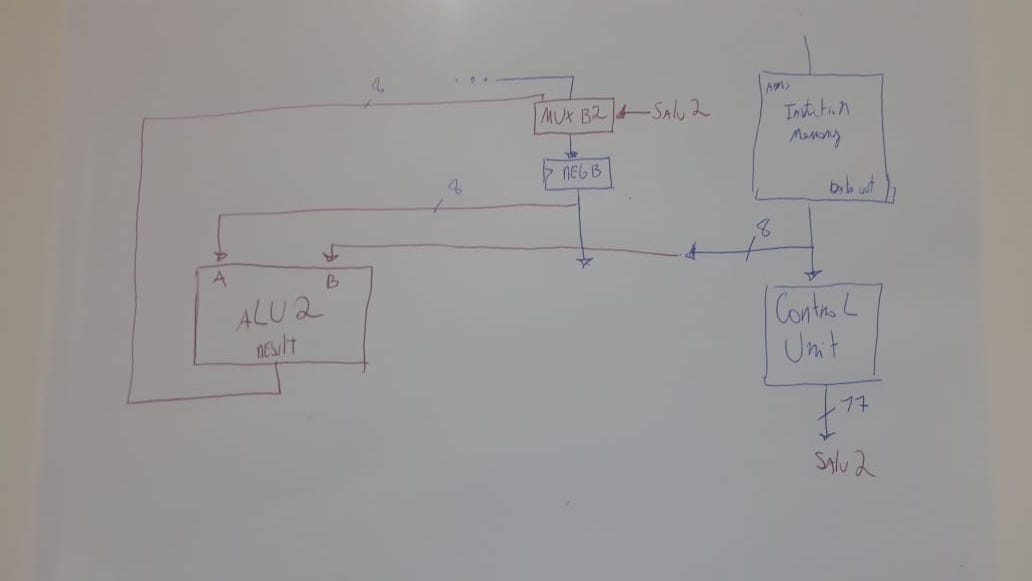 8
...
MUX B2
SAlu 2
> REG B
8
A
B
ALU 2
result
Adds
Instruction
Memory
Data out
8
Control
Unit
17
SAlu 2